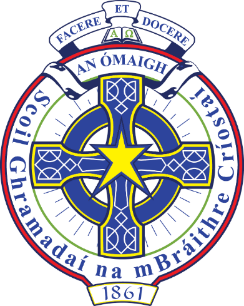 FACERE ET DOCERE
Α Ω
AN ÓMAIGH
Scoil Ghramadaí na mBráithre Críostaí
1861